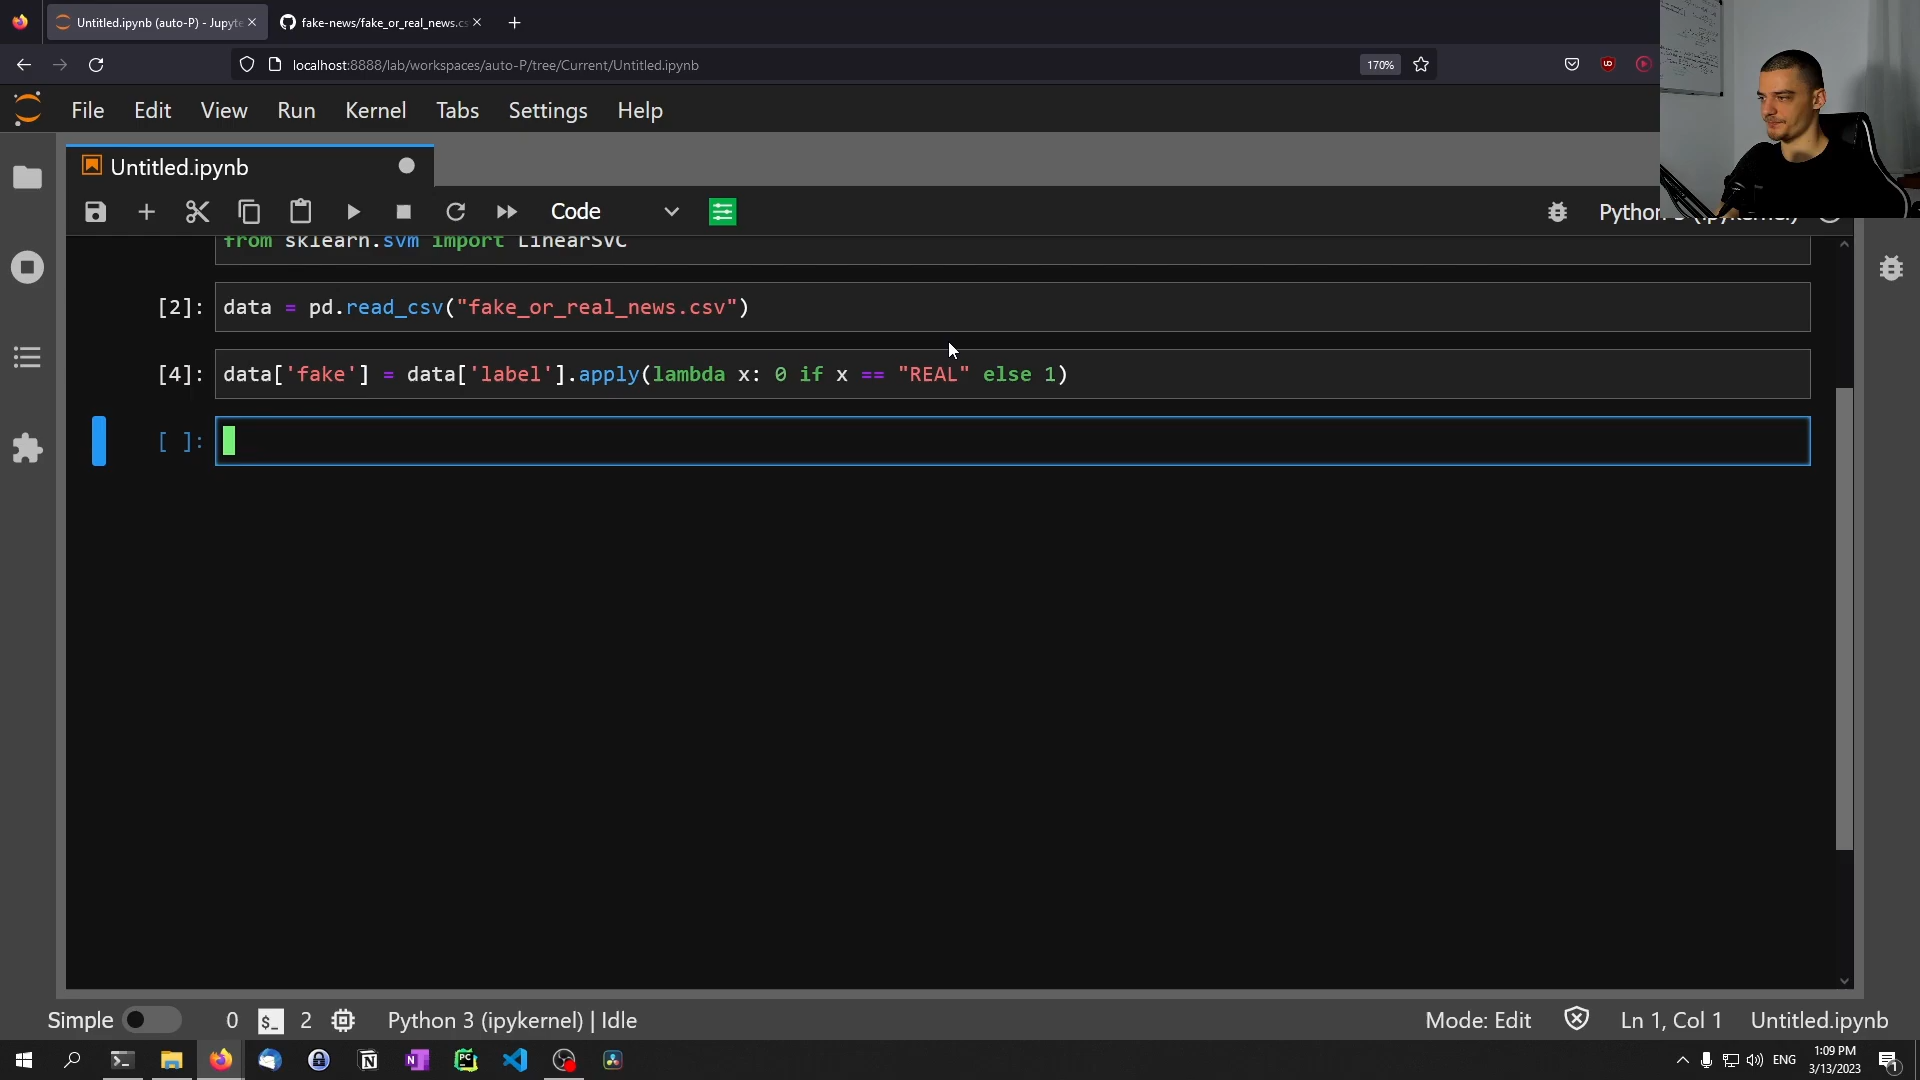 Untitled.ipynb (auto-P) - Jupyte
fake-news/fake_or_real_news.cs
localhost:8888/lab/workspaces/auto-P/tree/Current/Untitled.ipynb
170%
File Edit View Run Kernel Tabs Settings Help
Untitled.ipynb
Code
from sklearn.svm import LinearSVC
[2]: data = pd.read_csv("fake_or_real_news.csv")
[4]: data['fake'] = data['label'].apply(lambda x: 0 if x == "REAL" else 1)
[ ]:
Simple 0 $_ 2 Python 3 (ipykernel) | Idle Mode: Edit Ln 1, Col 1 Untitled.ipynb
ENG
1:09 PM
3/13/2023